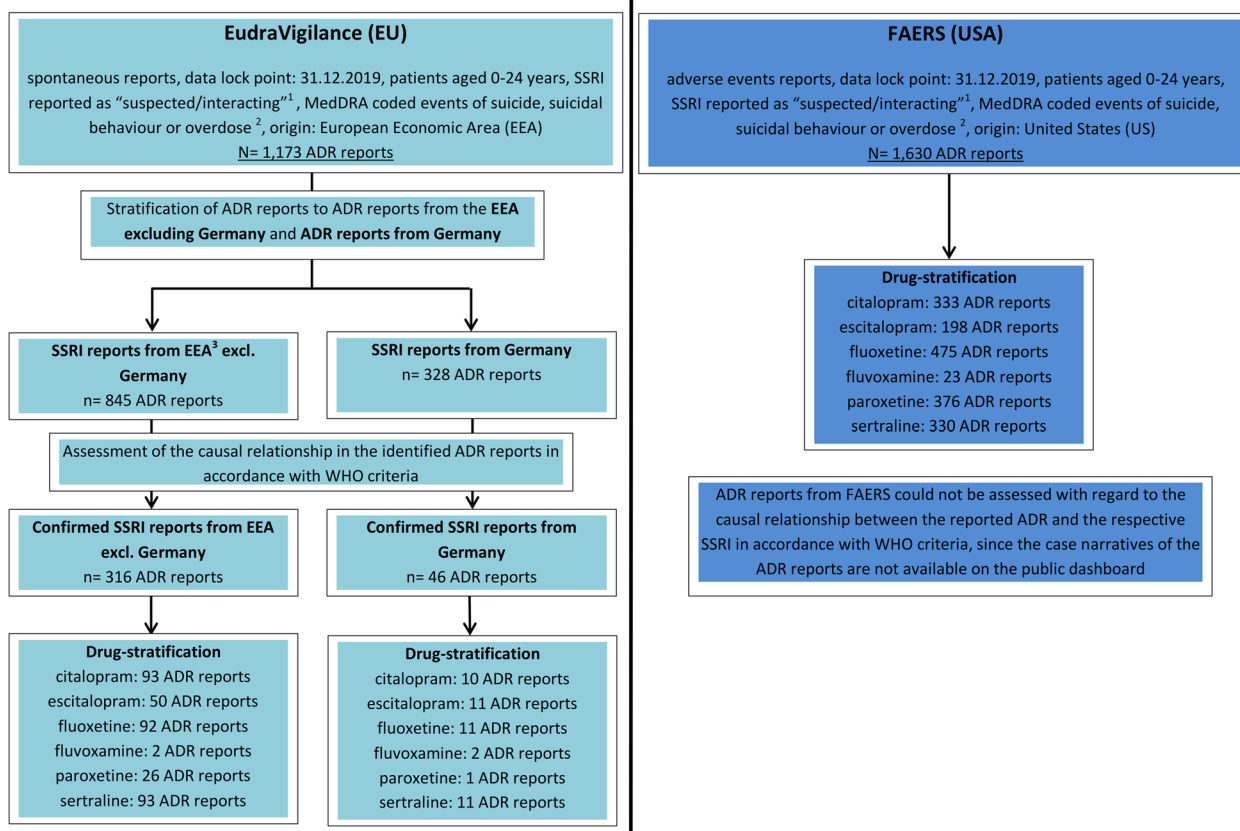 EudraVigilance (EU)
spontaneous reports, data lock point: 31.12.2019, patients aged 0-24 years, SSRI
reported as “suspected/interacting”1 , MedDRA coded events of suicide, suicidal
behaviour or overdose 2, origin: European Economic Area (EEA)
N= 1,173 ADR reports
Stratification of ADR reports to ADR reports from the EEA
excluding Germany and ADR reports from Germany
SSRI reports from EEA3 excl.
Germany
n= 845 ADR reports
SSRI reports from Germany
n= 328 ADR reports
Assessment of the causal relationship in the identified ADR reports in
accordance with WHO criteria
Confirmed SSRI reports from EEA
excl. Germany
n= 316 ADR reports
Confirmed SSRI reports from
Germany
n= 46 ADR reports
Drug-stratification
citalopram: 93 ADR reports
escitalopram: 50 ADR reports
fluoxetine: 92 ADR reports
fluvoxamine: 2 ADR reports
paroxetine: 26 ADR reports
sertraline: 93 ADR reports
Drug-stratification
citalopram: 10 ADR reports
escitalopram: 11 ADR reports
fluoxetine: 11 ADR reports
fluvoxamine: 2 ADR reports
paroxetine: 1 ADR reports
sertraline: 11 ADR reports
FAERS (USA)
adverse events reports, data lock point: 31.12.2019, patients aged 0-24 years,
SSRI reported as “suspected/interacting”1, MedDRA coded events of suicide,
suicidal behaviour or overdose 2, origin: United States (US)
N= 1,630 ADR reports
Drug-stratification
citalopram: 333 ADR reports
escitalopram: 198 ADR reports
fluoxetine: 475 ADR reports
fluvoxamine: 23 ADR reports
paroxetine: 376 ADR reports
sertraline: 330 ADR reports
ADR reports from FAERS could not be assessed with regard to the
causal relationship between the reported ADR and the respective
SSRI in accordance with WHO criteria, since the case narratives of the
ADR reports are not available on the public dashboard